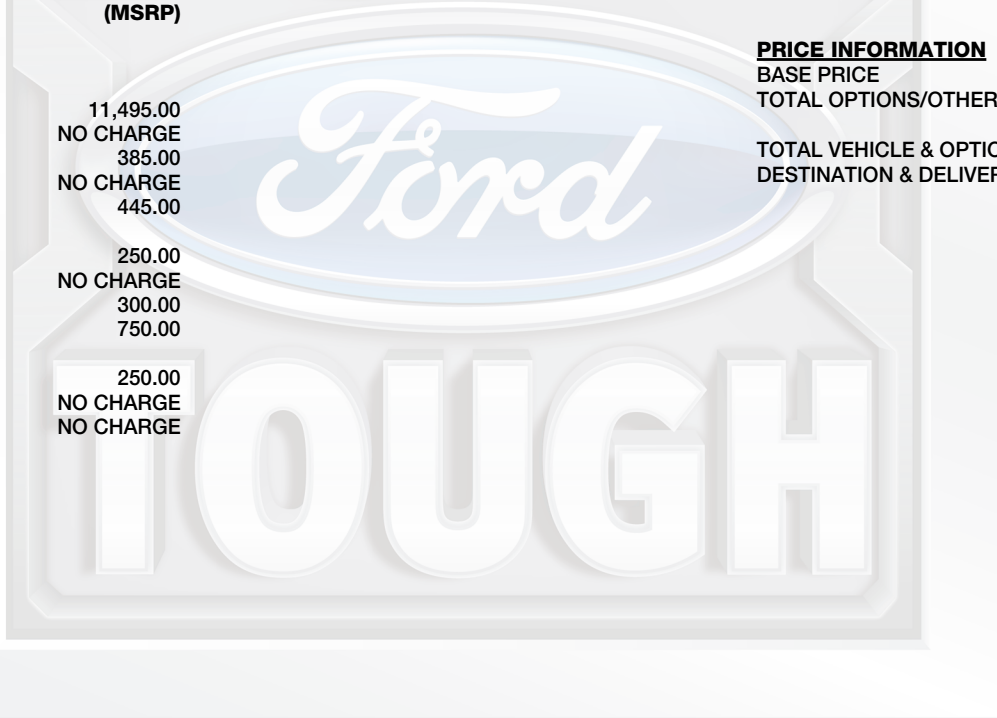 (MSRP)
11,495.00
NO CHARGE
385.00
NO CHARGE
445.00
250.00
NO CHARGE
300.00
750.00
250.00
NO CHARGE
NO CHARGE
PRICE INFORMATION
BASE PRICE
TOTAL OPTIONS/OTHER
TOTAL VEHICLE & OPTIO
DESTINATION & DELIVER
Ford
TOUGH